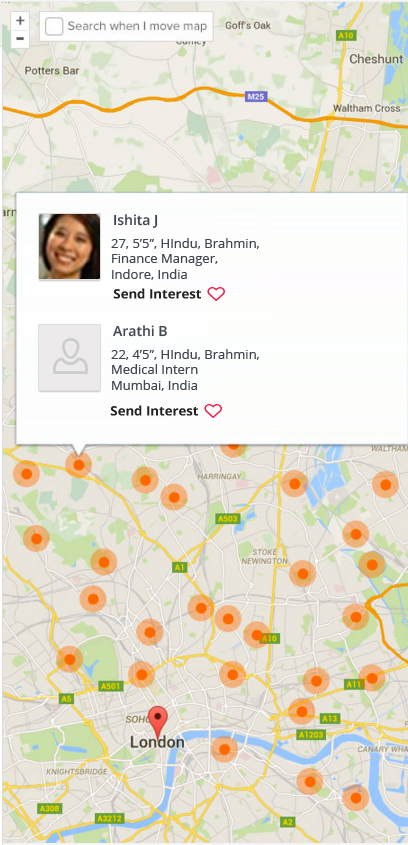 +
Search when I move map
-
Goff's Oak
A10
Cheshunt
Potters Bar
M25
Waltham Cross
Ishita J
27, 5'5", HIndu, Brahmin,
Finance Manager,
Indore, India
Send Interest
Arathi B
22, 4'5", HIndu, Brahmin,
Medical Intern
Mumbai, India
Send Interest
HARRINGAY
WALTHAM
A503
STOKE
NEWINGTON
A1
A10
A501
A5
A11
SOHO
A13
London
A1203
CANARY WHA
KNIGHTSBRIDGE
A308
A3212
A2